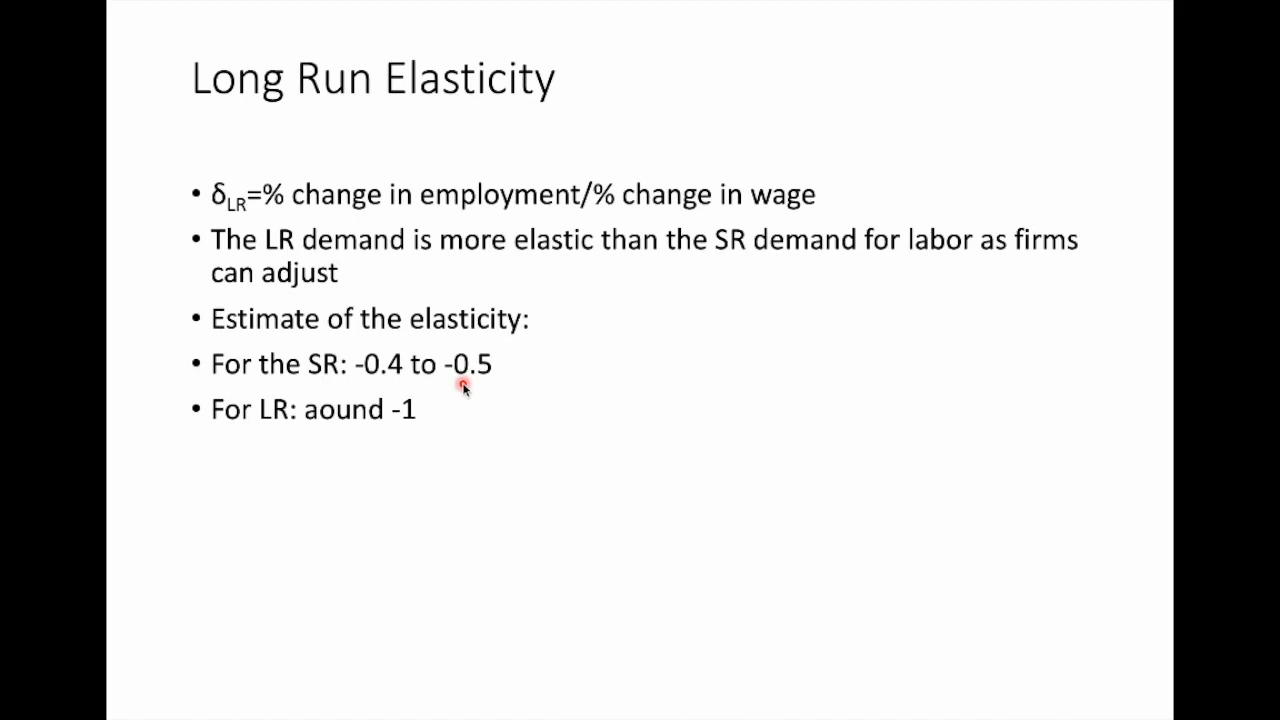 Long Run Elasticity
• δLR=% change in employment/% change in wage
• The LR demand is more elastic than the SR demand for labor as firms
can adjust
• Estimate of the elasticity:
• For the SR: -0.4 to -0.5
• For LR: aound -1